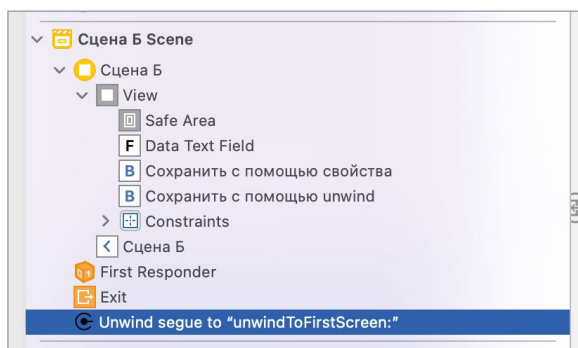 Сцена Б Scene
Сцена Б
View
Safe Area
F Data Text Field
B Сохранить с помощью свойства
B Сохранить с помощью unwind
Constraints
Сцена Б
First Responder
Exit
Unwind segue to “unwindToFirstScreen:”